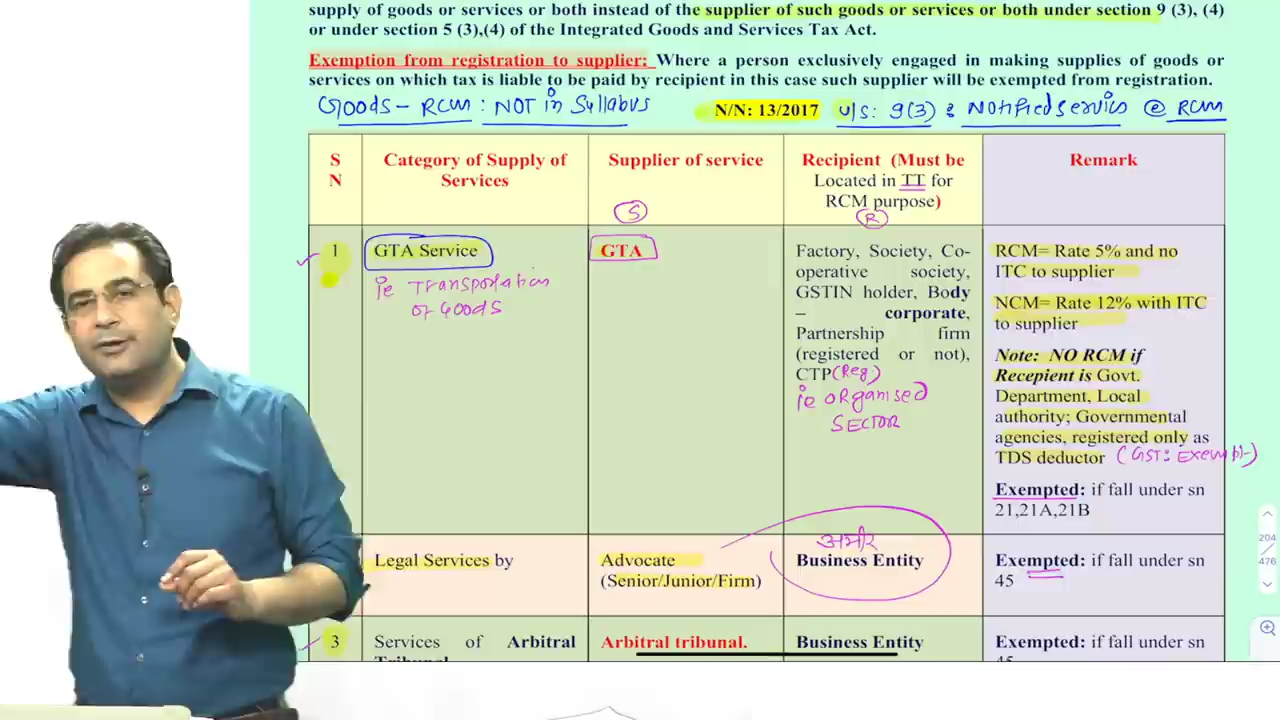 supply of goods or services or both instead of the supplier of such goods or services or both under section 9 (3), (4)
or under section 5 (3),(4) of the Integrated Goods and Services Tax Act.
Exemption from registration to supplier: Where a person exclusively engaged in making supplies of goods or
services on which tax is liable to be paid by recipient in this case such supplier will be exempted from registration.
Goods – RCM : NOT in Syllabus N/N: 13/2017 U/S: 9(3) : Notified service @ RCM
S
N
Category of Supply of
Services
Supplier of service
S
Recipient (Must be
Located in TT for
RCM purpose)
R
Remark
1
GTA Service
ie Transportation
of Goods
GTA
Factory, Society, Co-
operative society,
GSTIN holder, Body
– corporate,
Partnership firm
(registered or not),
CTP (Reg)
ie organised
SECTOR
RCM= Rate 5% and no
ITC to supplier
NCM= Rate 12% with ITC
to supplier
Note: NO RCM if
Recepient is Govt.
Department, Local
authority; Governmental
agencies, registered only as
TDS deductor (GST: Exempt)
Exempted: if fall under sn
21,21A,21B
Legal Services by
Advocate
(Senior/Junior/Firm)
अमीर
Business Entity
Exempted: if fall under sn
45
3
Services of Arbitral
Tribunal
Arbitral tribunal.
Business Entity
Exempted: if fall under sn
45
204
/
476